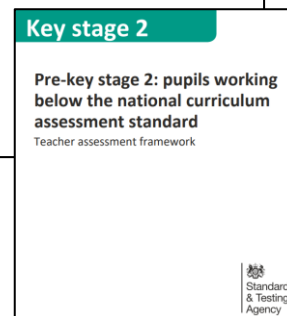 Key stage 2
Pre-key stage 2: pupils working
below the national curriculum
assessment standard
Teacher assessment framework
Standards
& Testing
Agency